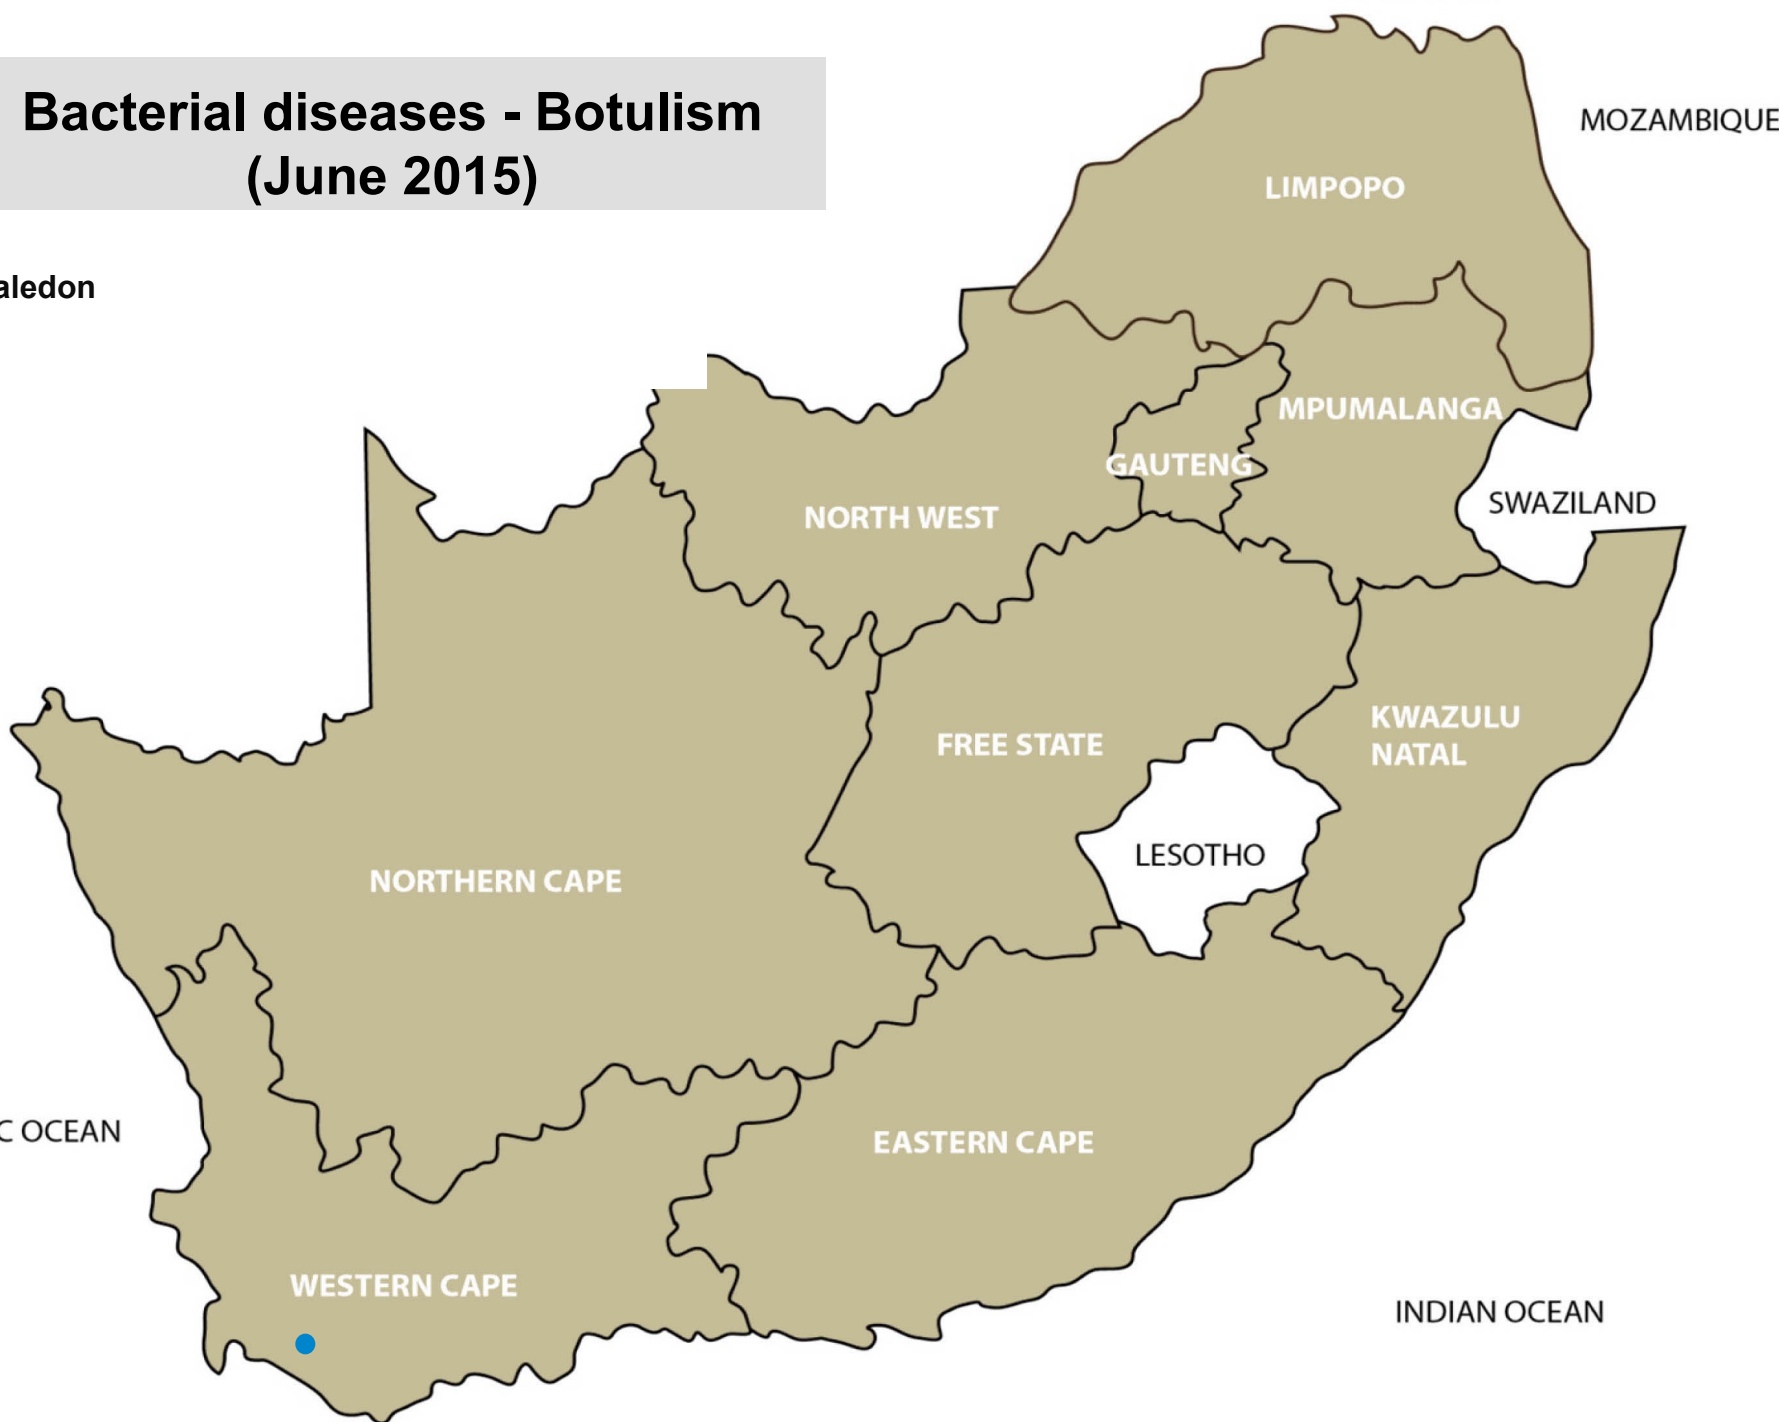 Bacterial diseases - Botulism
(June 2015)
MOZAMBIQUE
LIMPOPO
aledon
MPUMALANGA
GAUTENG
SWAZILAND
NORTH WEST
KWAZULU
NATAL
FREE STATE
LESOTHO
NORTHERN CAPE
C OCEAN
EASTERN CAPE
WESTERN CAPE
INDIAN OCEAN